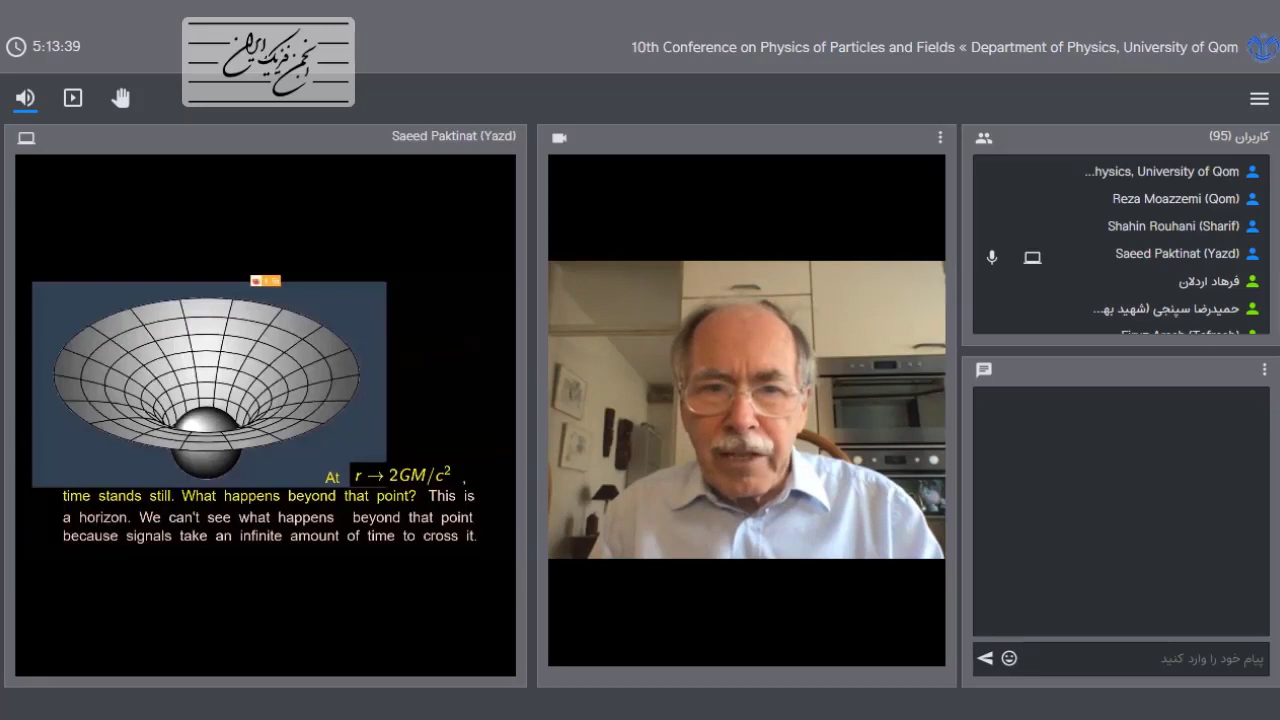 5:13:39
انجمن فیزیک ایران
10th Conference on Physics of Particles and Fields « Department of Physics, University of Qom
Saeed Paktinat (Yazd)
At r → 2GM/c² ,
time stands still. What happens beyond that point? This is
a horizon. We can't see what happens beyond that point
because signals take an infinite amount of time to cross it.
کاربران (95)
...hysics, University of Qom
Reza Moazzemi (Qom)
Shahin Rouhani (Sharif)
Saeed Paktinat (Yazd)
فرهاد اردلان
حمیدرضا سپنجی (شهید به...
پیام خود را وارد کنید